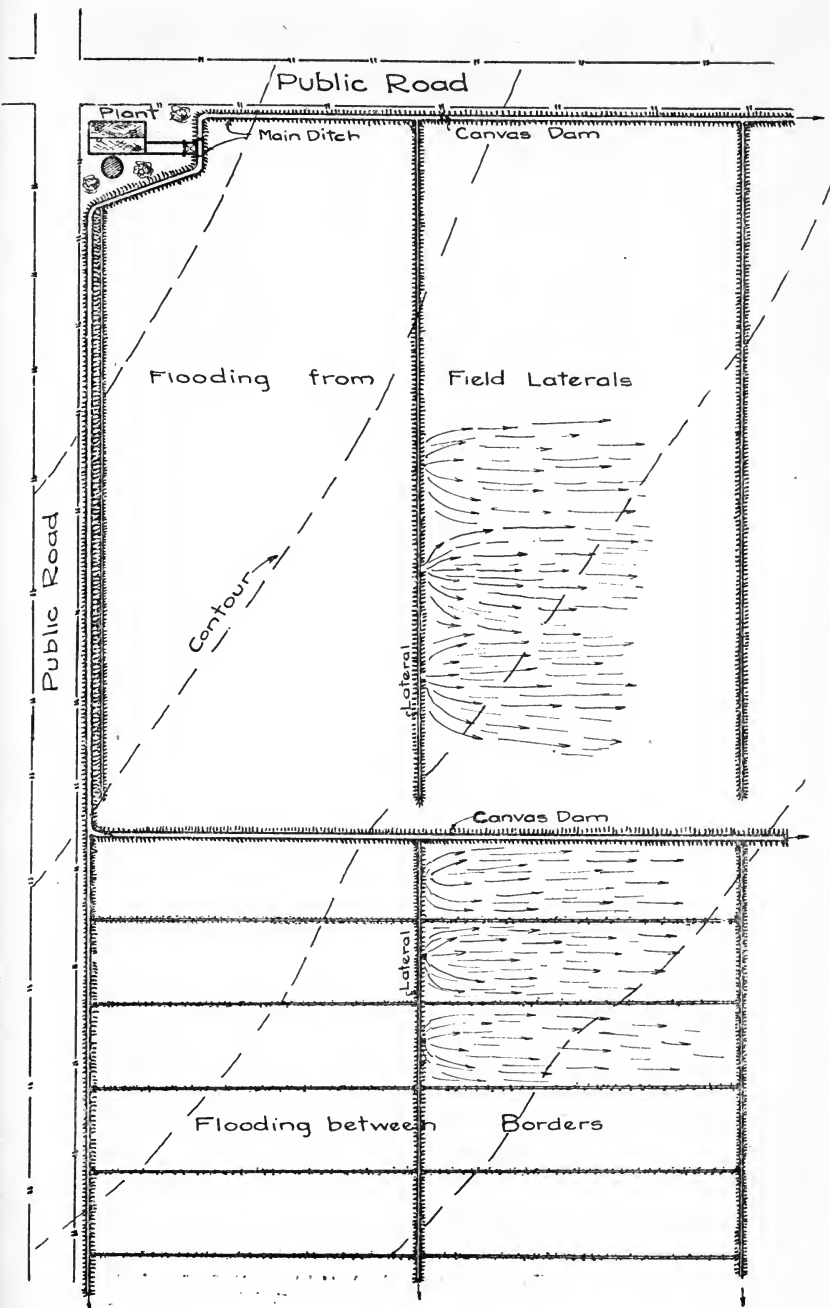 Public Road
Plant
Main Ditch
Canvas Dam
Flooding from Field Laterals
Public Road
Contour
Lateral
Canvas Dam
Lateral
Flooding between Borders